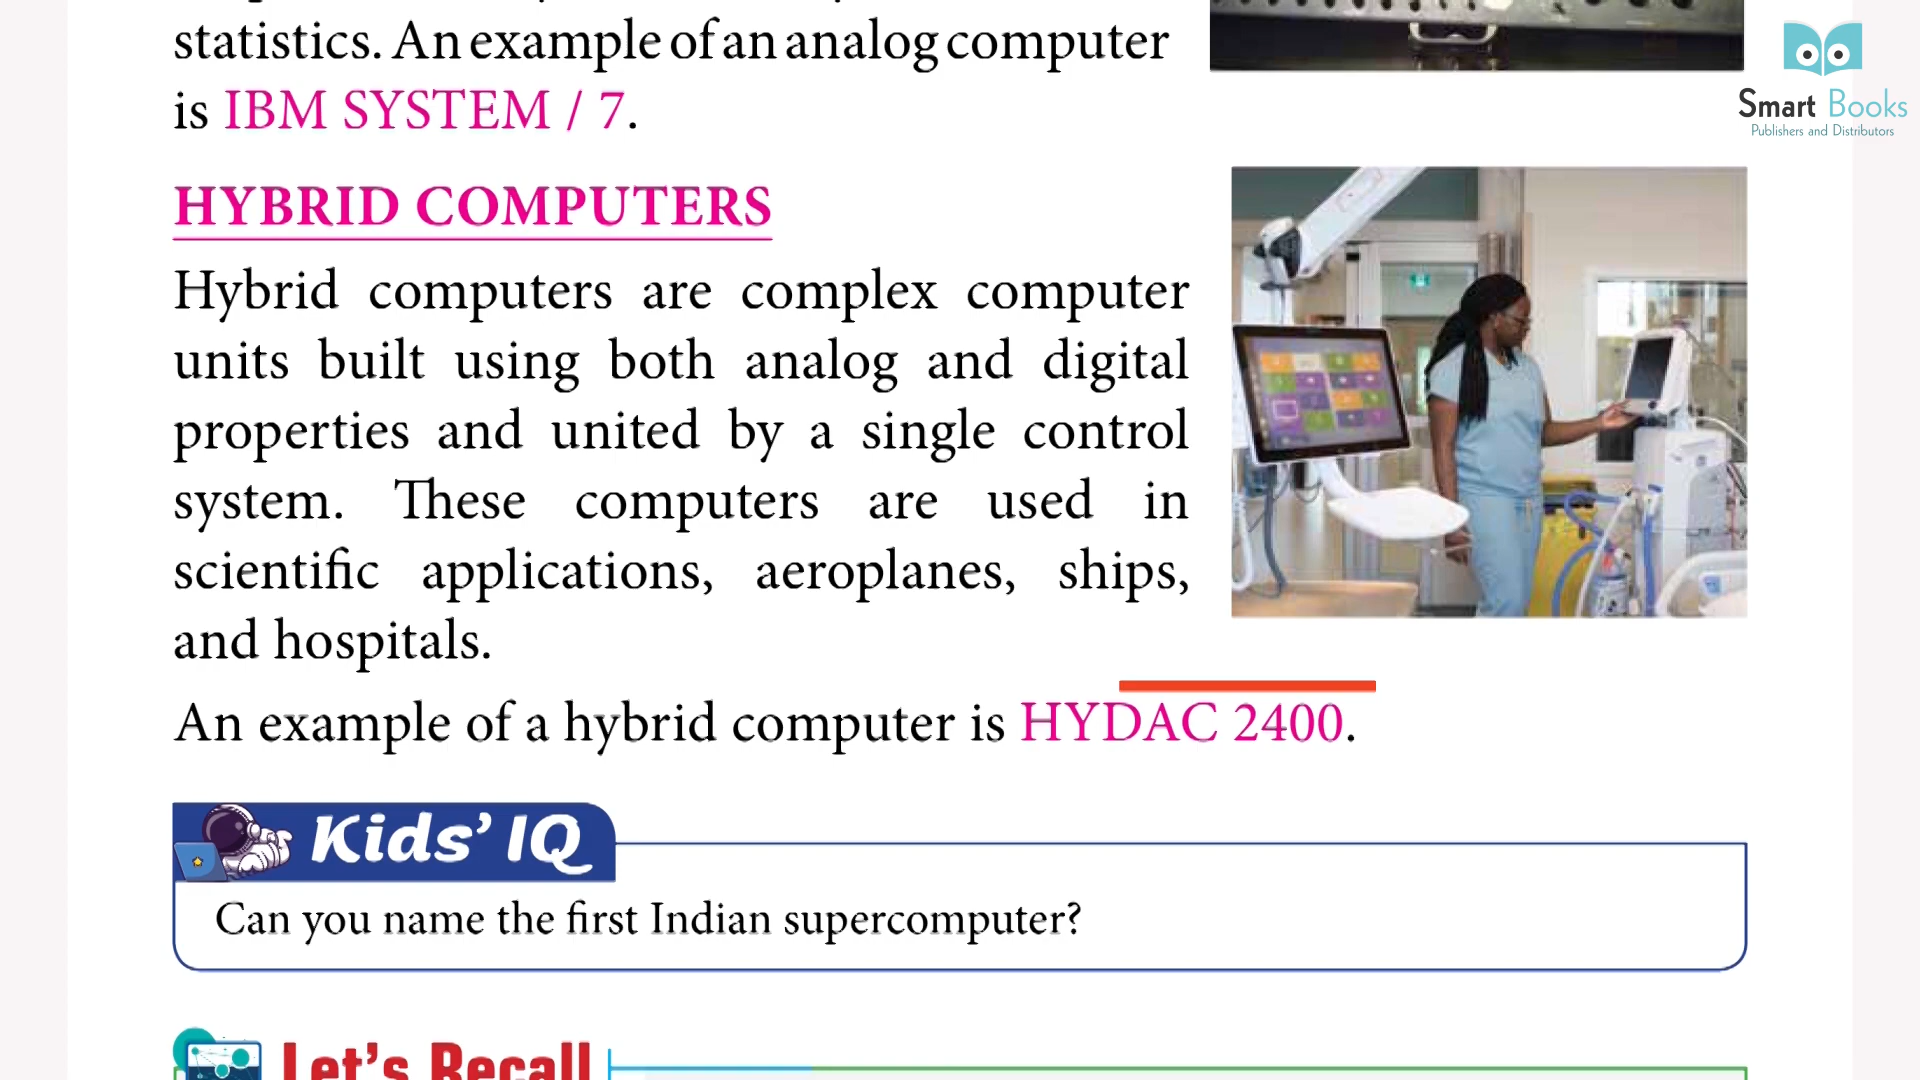 statistics. An example of an analog computer
is IBM SYSTEM / 7.
HYBRID COMPUTERS
Hybrid computers are complex computer
units built using both analog and digital
properties and united by a single control
system. These computers are used in
scientific applications, aeroplanes, ships,
and hospitals.
An example of a hybrid computer is HYDAC 2400.
Kids' IQ
Can you name the first Indian supercomputer?
Let's Recall
Smart Books
Publishers and Distributors